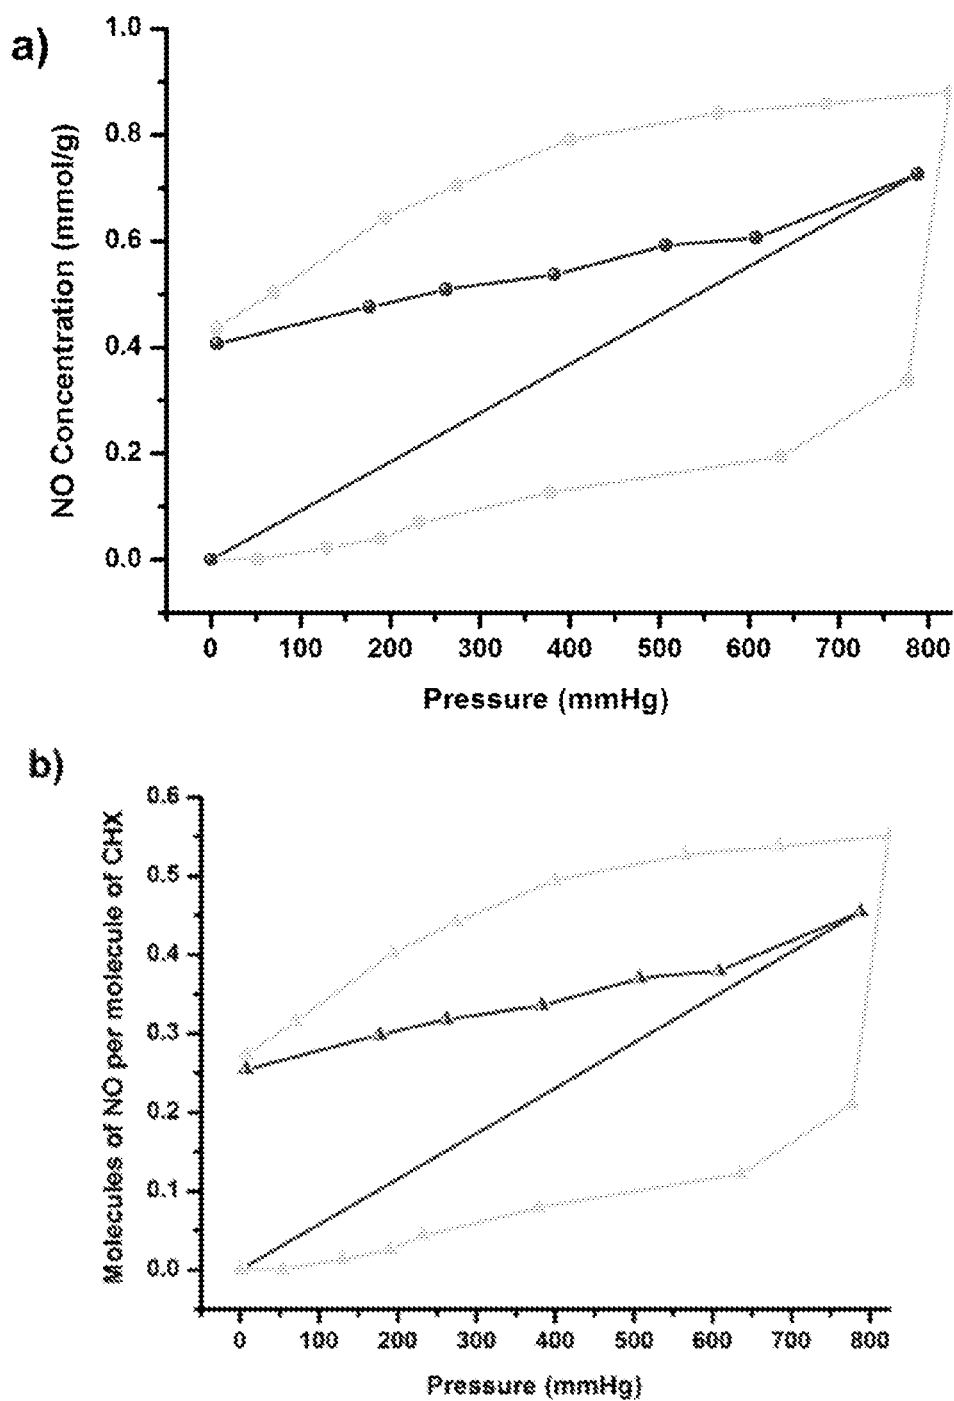 a)
NO Concentration (mmol/g)
1.0
0.8
0.6
0.4
0.2
0.0
0 100 200 300 400 500 600 700 800
Pressure (mmHg)
b)
Molecules of NO per molecule of CHX
0.6
0.5
0.4
0.3
0.2
0.1
0.0
0 100 200 300 400 500 600 700 800
Pressure (mmHg)